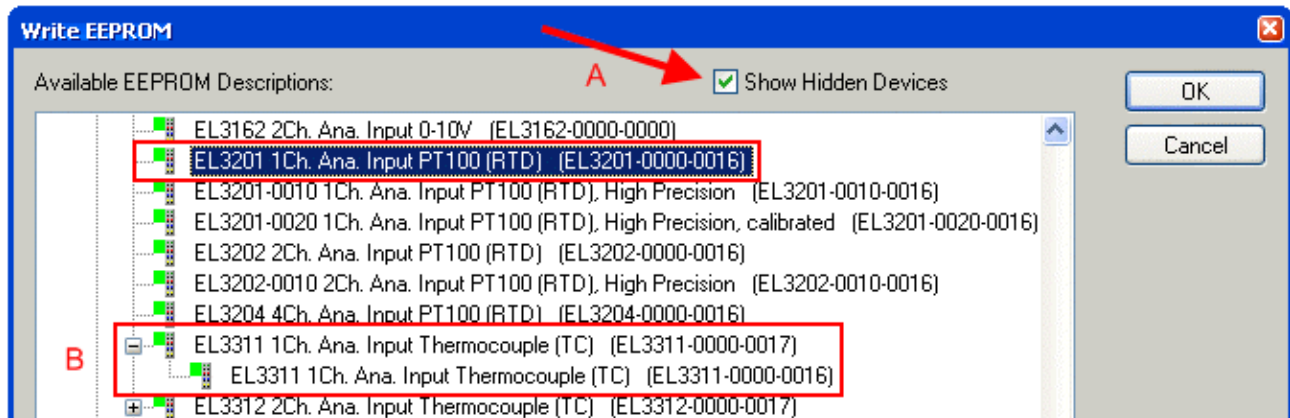 Write EEPROM
Available EEPROM Descriptions:
A
Show Hidden Devices
OK
Cancel
EL3162 2Ch. Ana. Input 0-10V (EL3162-0000-0000)
EL3201 1Ch. Ana. Input PT100 (RTD) (EL3201-0000-0016)
EL3201-0010 1Ch. Ana. Input PT100 (RTD), High Precision (EL3201-0010-0016)
EL3201-0020 1Ch. Ana. Input PT100 (RTD), High Precision, calibrated (EL3201-0020-0016)
EL3202 2Ch. Ana. Input PT100 (RTD) (EL3202-0000-0016)
EL3202-0010 2Ch. Ana. Input PT100 (RTD), High Precision (EL3202-0010-0016)
EL3204 4Ch. Ana. Input PT100 (RTD) (EL3204-0000-0016)
B
EL3311 1Ch. Ana. Input Thermocouple (TC) (EL3311-0000-0017)
EL3311 1Ch. Ana. Input Thermocouple (TC) (EL3311-0000-0016)
EL3312 2Ch. Ana. Input Thermocouple (TC) (EL3312-0000-0017)